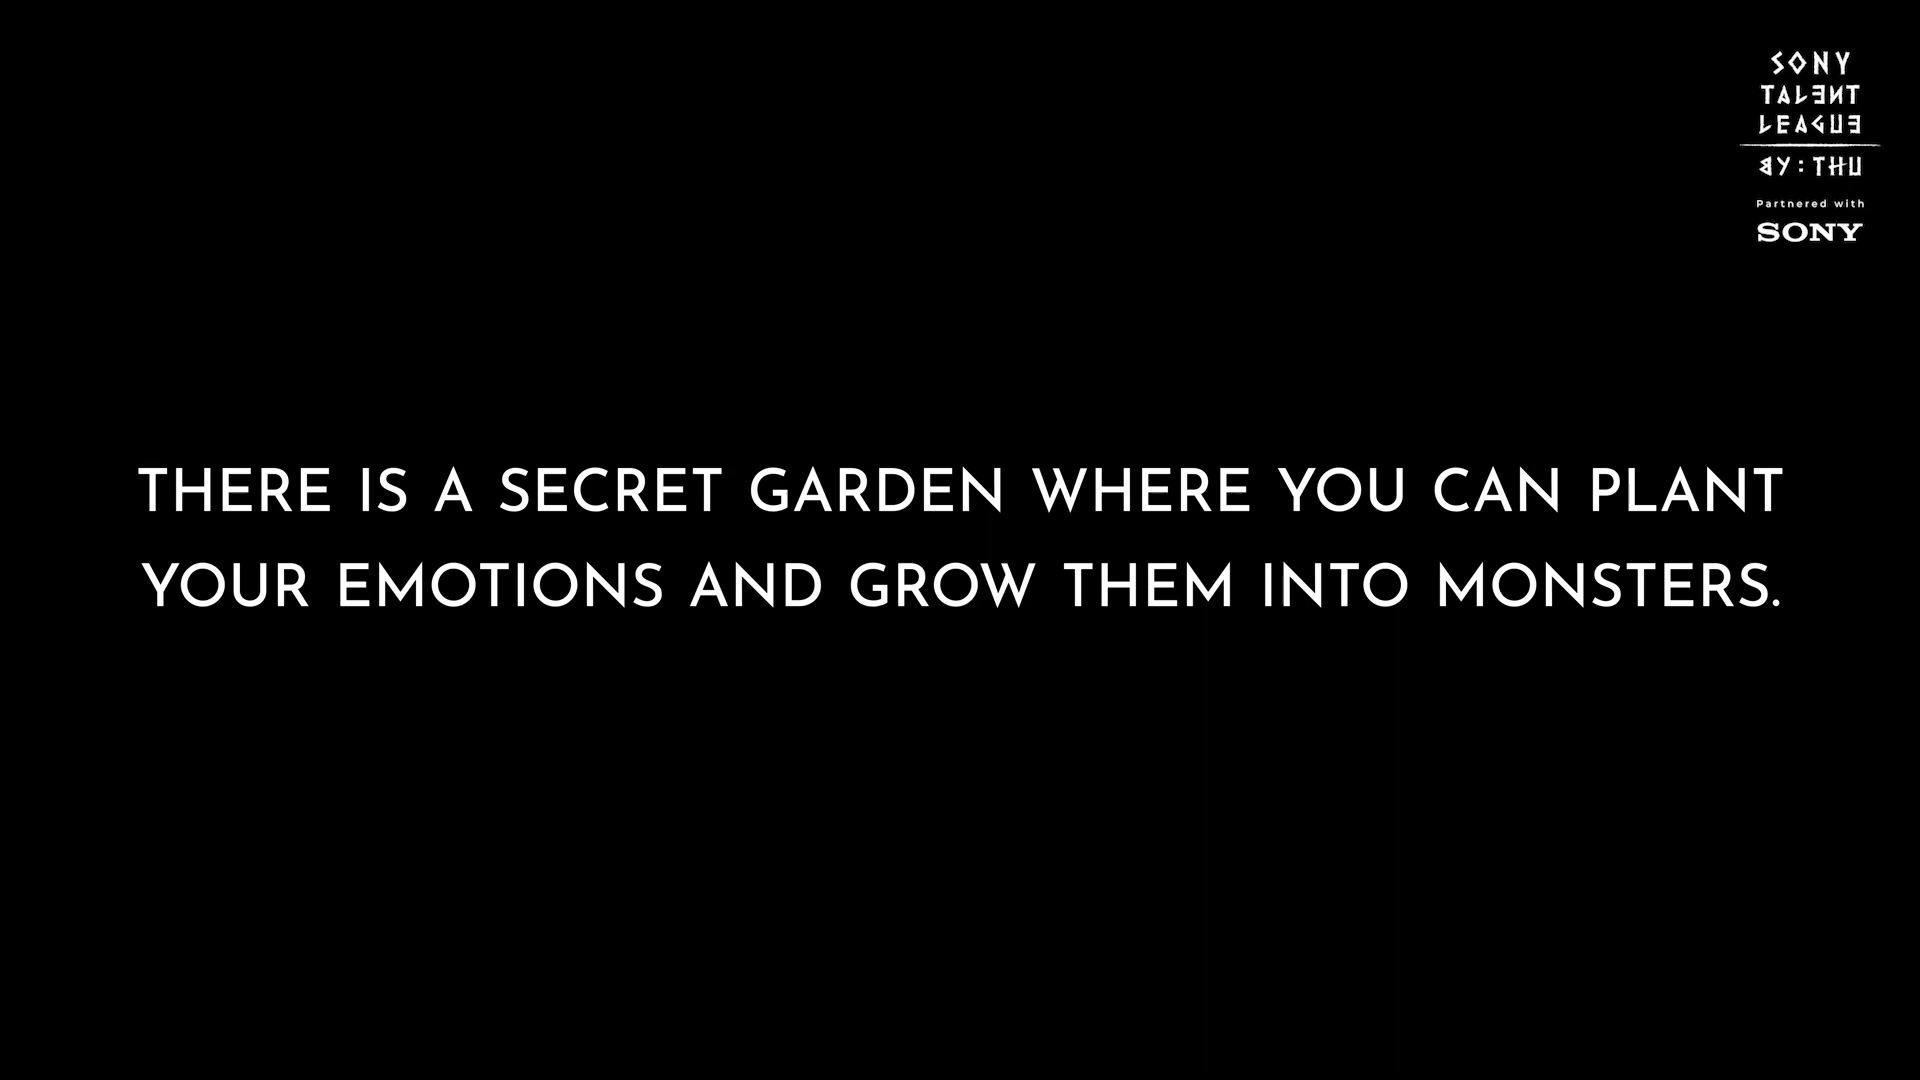 SONY
TALENT
LEAGUE
BY:THU
Partnered with
SONY
THERE IS A SECRET GARDEN WHERE YOU CAN PLANT
YOUR EMOTIONS AND GROW THEM INTO MONSTERS.